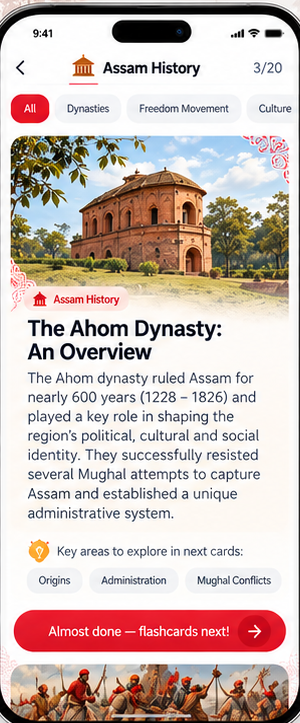 9:41
Assam History
3/20
All
Dynasties
Freedom Movement
Culture
Assam History
The Ahom Dynasty:
An Overview
The Ahom dynasty ruled Assam for
nearly 600 years (1228 – 1826) and
played a key role in shaping the
region's political, cultural and social
identity. They successfully resisted
several Mughal attempts to capture
Assam and established a unique
administrative system.
Key areas to explore in next cards:
Origins
Administration
Mughal Conflicts
Almost done — flashcards next!